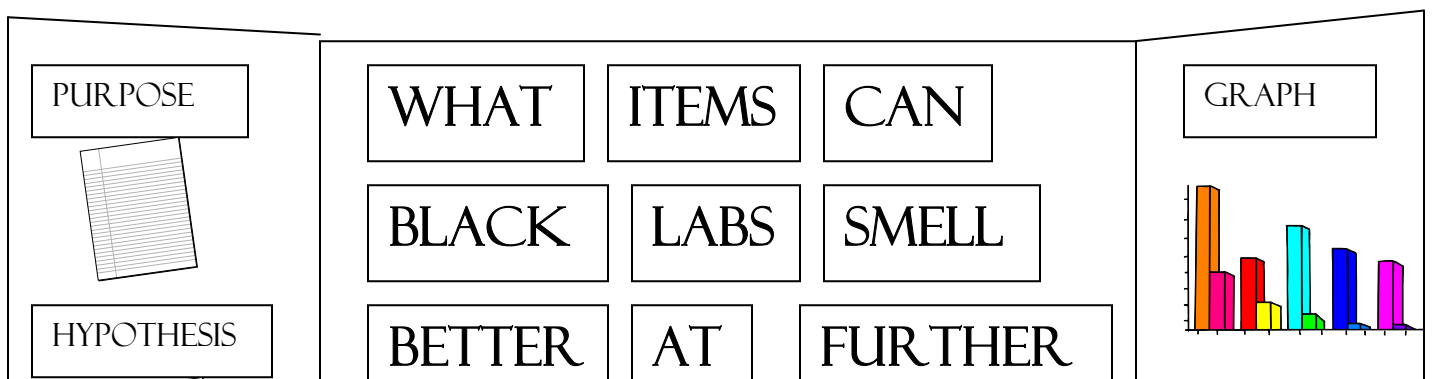 PURPOSE
HYPOTHESIS
WHAT ITEMS CAN
BLACK LABS SMELL
BETTER AT FURTHER
GRAPH